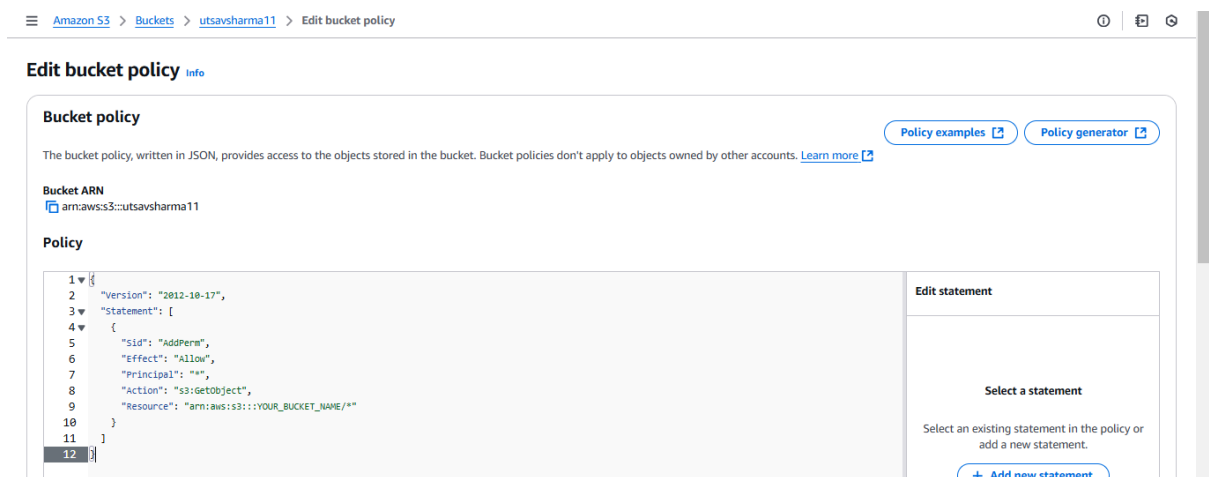 Amazon S3 > Buckets > utsavsharma11 > Edit bucket policy
Edit bucket policy Info
Bucket policy
Policy examples
Policy generator
The bucket policy, written in JSON, provides access to the objects stored in the bucket. Bucket policies don't apply to objects owned by other accounts. Learn more
Bucket ARN
arn:aws:s3:::utsavsharma11
Policy
1 {
2 "Version": "2012-10-17",
3 "Statement": [
4 {
5 "Sid": "AddPerm",
6 "Effect": "Allow",
7 "Principal": "*",
8 "Action": "s3:GetObject",
9 "Resource": "arn:aws:s3:::YOUR_BUCKET_NAME/*"
10 }
11 ]
12 }
Edit statement
Select a statement
Select an existing statement in the policy or
add a new statement.
+ Add new statement